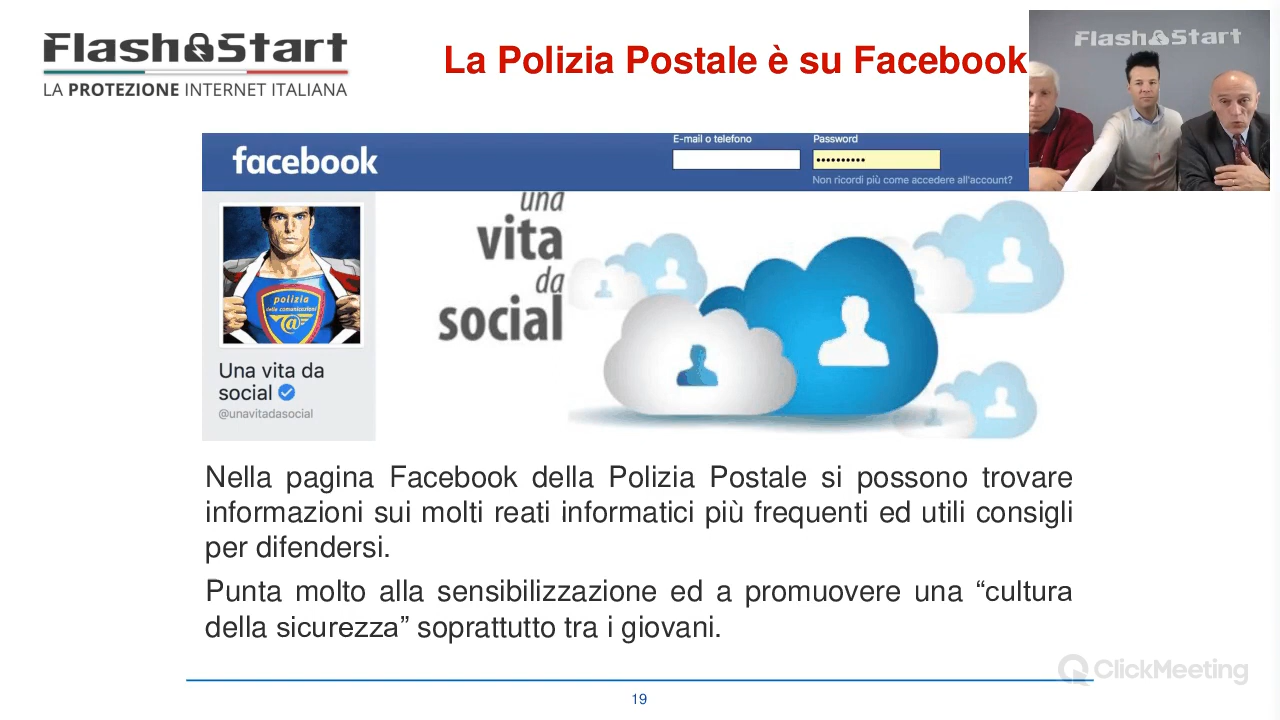 Flash Start
LA PROTEZIONE INTERNET ITALIANA
La Polizia Postale è su Facebook
Flash&Start
facebook
E-mail o telefono
Password
••••••••••
Non ricordi più come accedere all'account?
polizia
delle comunicazioni
@
una
vita
da
social
Una vita da
social
@unavitadasocial
Nella pagina Facebook della Polizia Postale si possono trovare
informazioni sui molti reati informatici più frequenti ed utili consigli
per difendersi.
Punta molto alla sensibilizzazione ed a promuovere una “cultura
della sicurezza” soprattutto tra i giovani.
ClickMeeting
19